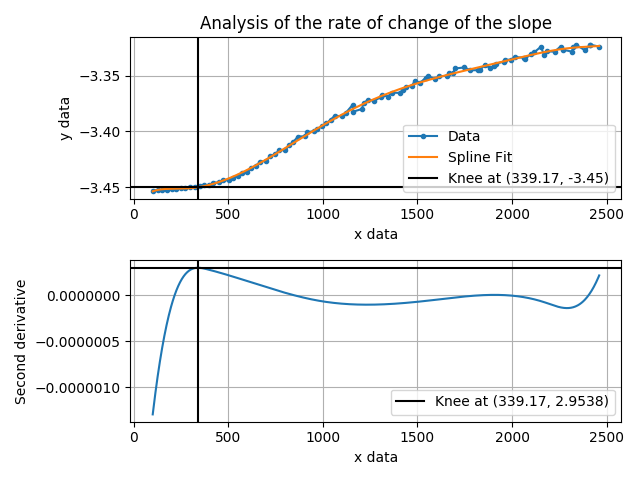 Analysis of the rate of change of the slope
y data
−3.35
−3.40
−3.45
Data
Spline Fit
Knee at (339.17, -3.45)
0 500 1000 1500 2000 2500
x data
Second derivative
0.0000000
−0.0000005
−0.0000010
Knee at (339.17, 2.9538)
0 500 1000 1500 2000 2500
x data